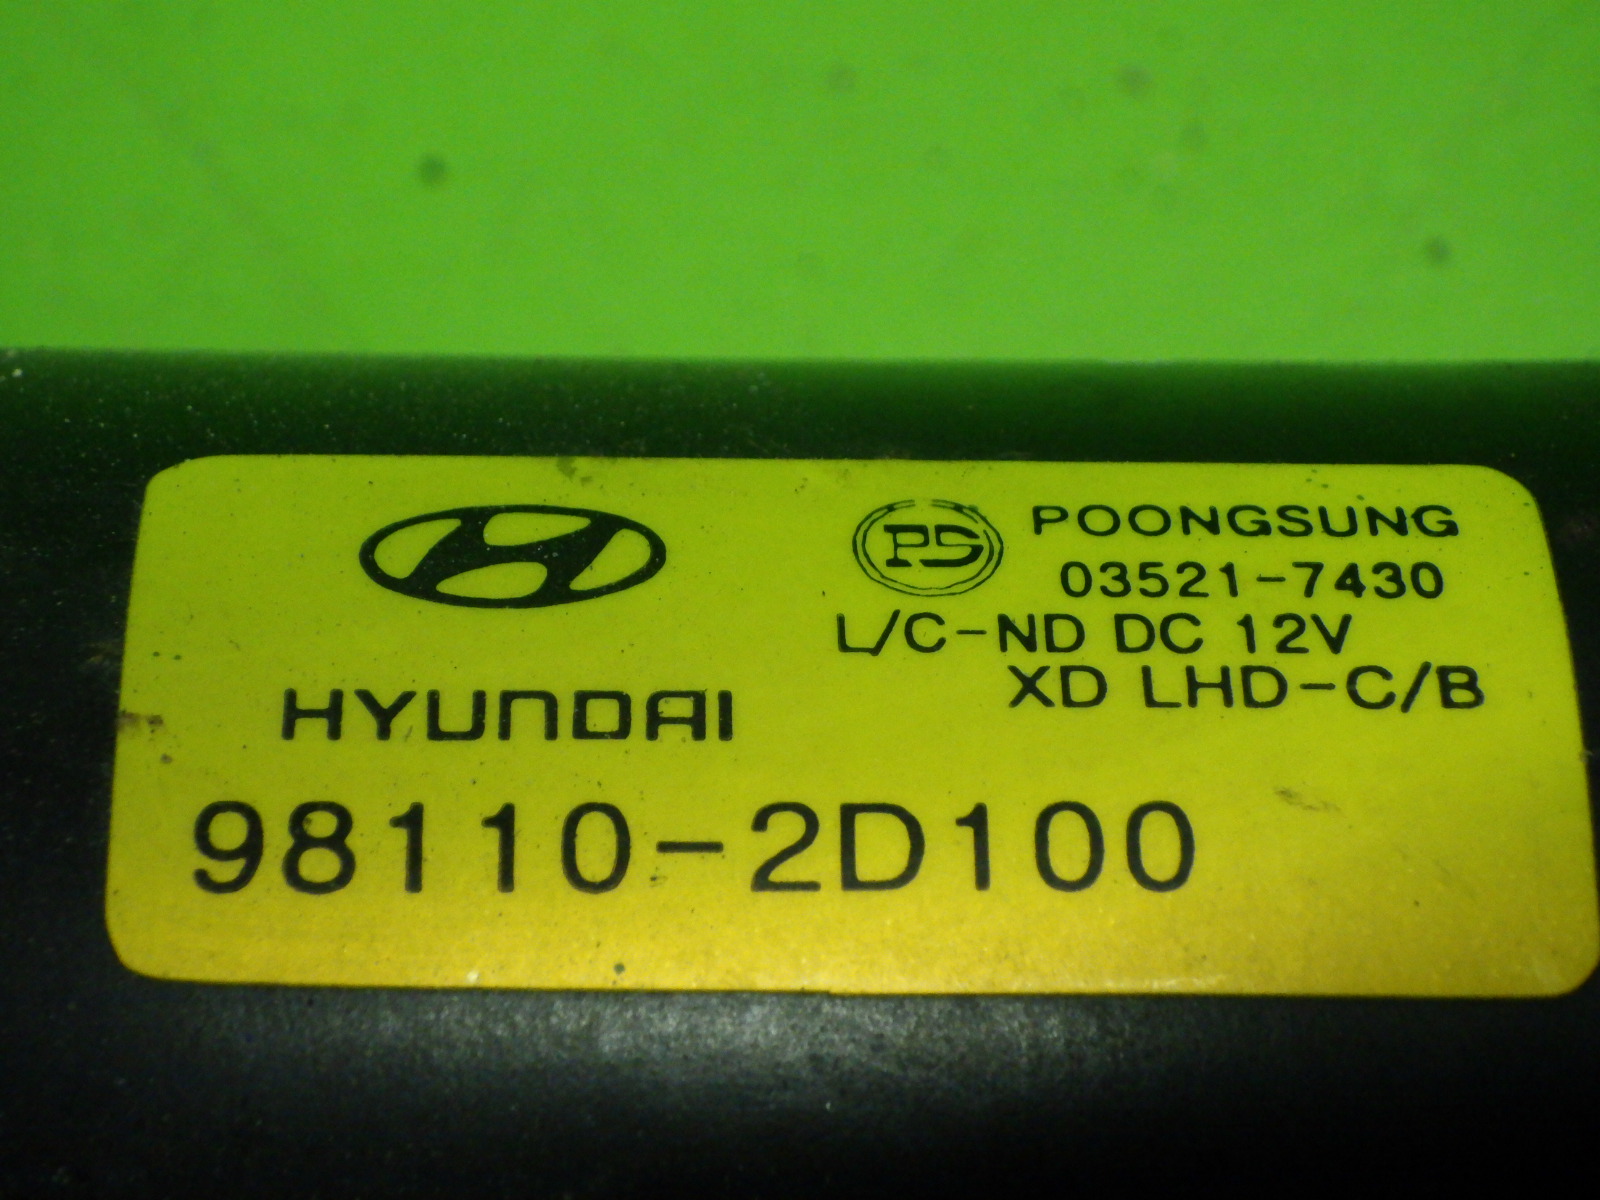 PS POONGSUNG
03521-7430
L/C-ND DC 12V
XD LHD-C/B
HYUNDAI
98110-2D100